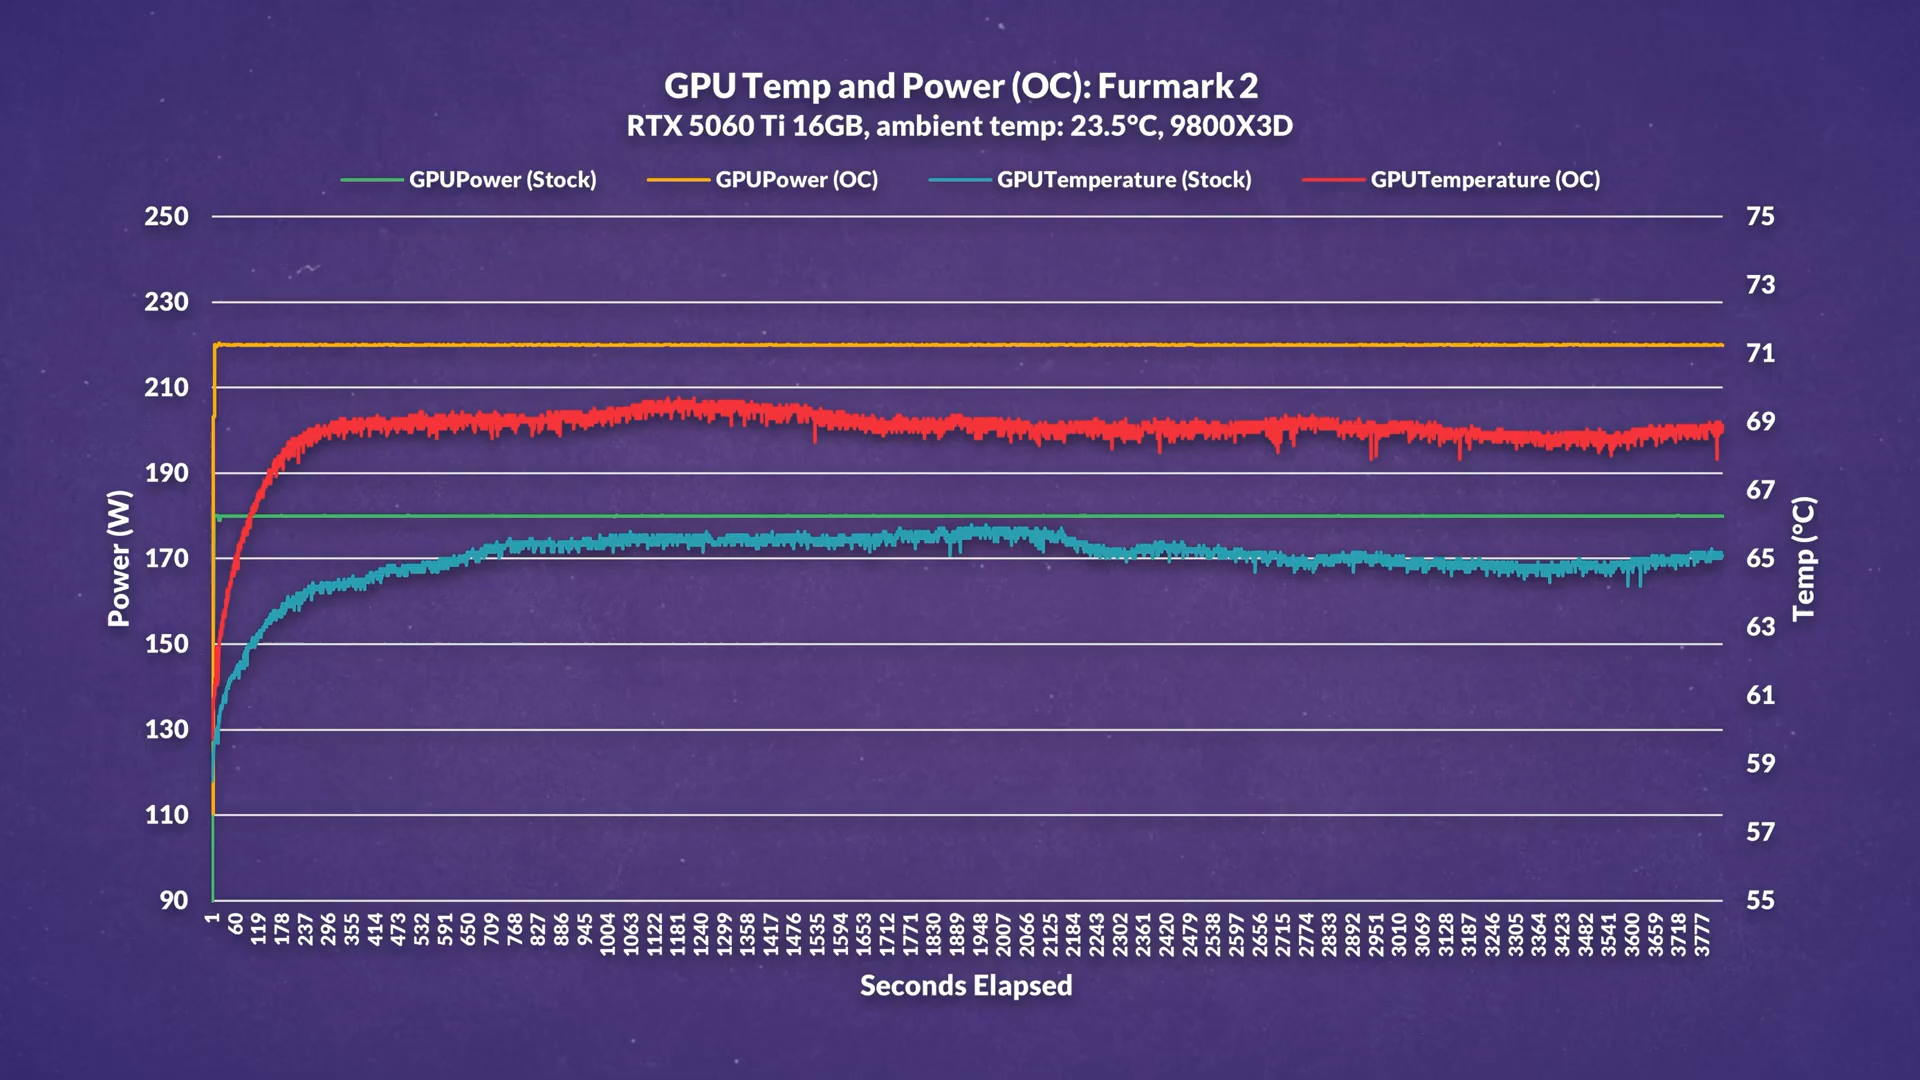 GPU Temp and Power (OC): Furmark 2
RTX 5060 Ti 16GB, ambient temp: 23.5°C, 9800X3D
GPUPower (Stock) GPUPower (OC) GPUTemperature (Stock) GPUTemperature (OC)
250 75
73
230
71
210
69
190
67
170 65
63
150
61
130
59
110
57
90 55
Power (W)
Temp (°C)
1 60 119 178 237 296 355 414 473 532 591 650 709 768 827 886 945 1004 1063 1122 1181 1240 1299 1358 1417 1476 1535 1594 1653 1712 1771 1830 1889 1948 2007 2066 2125 2184 2243 2302 2361 2420 2479 2538 2597 2656 2715 2774 2833 2892 2951 3010 3069 3128 3187 3246 3305 3364 3423 3482 3541 3600 3659 3718 3777
Seconds Elapsed